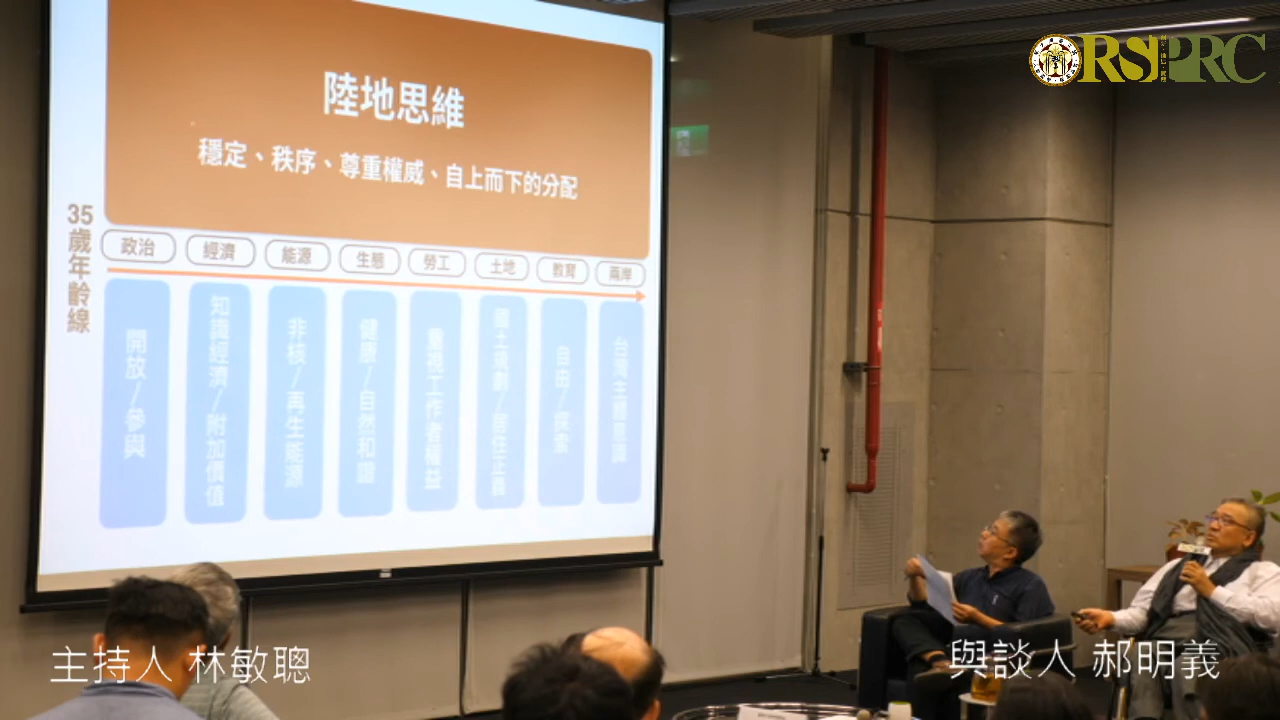 RSPRC
陸地思維
穩定、秩序、尊重權威、自上而下的分配
35歲年齡線
政治 經濟 能源 生態 勞工 土地 教育 兩岸
開放/參與
知識經濟/附加價值
非核/再生能源
健康/自然和諧
重視工作者權益
國土規劃/居住正義
自由/探索
台灣主體意識
主持人 林敏聰
與談人 郝明義